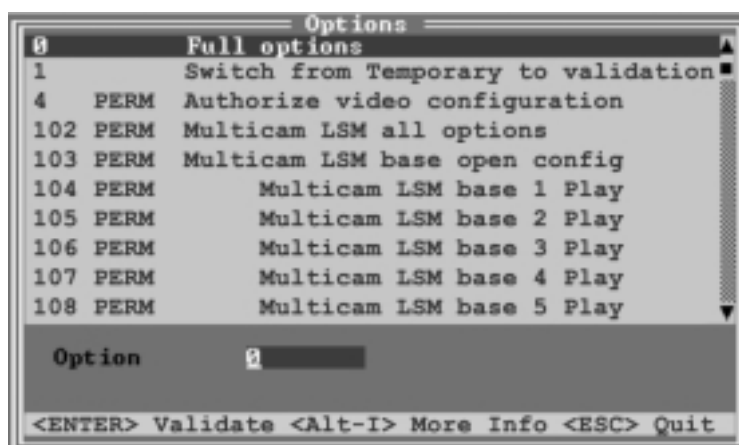 Options
0 Full options
1 Switch from Temporary to validation
4 PERM Authorize video configuration
102 PERM Multicam LSM all options
103 PERM Multicam LSM base open config
104 PERM Multicam LSM base 1 Play
105 PERM Multicam LSM base 2 Play
106 PERM Multicam LSM base 3 Play
107 PERM Multicam LSM base 4 Play
108 PERM Multicam LSM base 5 Play
Option 0
<ENTER> Validate <Alt-I> More Info <ESC> Quit